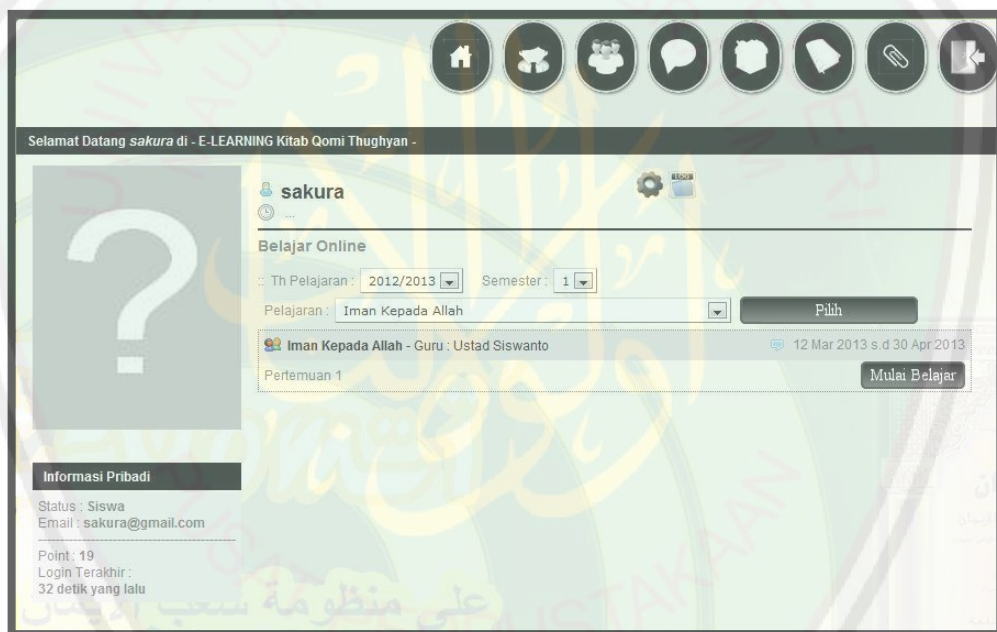 Selamat Datang sakura di - E-LEARNING Kitab Qomi Thughyan -
sakura
LOG
...
Belajar Online
:: Th Pelajaran : 2012/2013 Semester : 1
Pelajaran : Iman Kepada Allah Pilih
Iman Kepada Allah - Guru : Ustad Siswanto 12 Mar 2013 s.d 30 Apr 2013
Pertemuan 1 Mulai Belajar
Informasi Pribadi
Status : Siswa
Email : sakura@gmail.com
Point : 19
Login Terakhir :
32 detik yang lalu
على منظومة شعب الإيمان